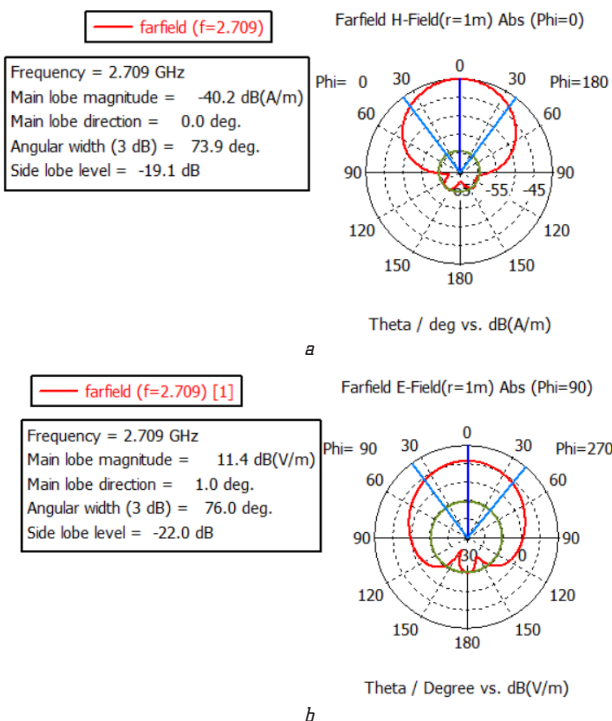 farfield (f=2.709)
Farfield H-Field(r=1m) Abs (Phi=0)
Frequency = 2.709 GHz
Main lobe magnitude = -40.2 dB(A/m)
Main lobe direction = 0.0 deg.
Angular width (3 dB) = 73.9 deg.
Side lobe level = -19.1 dB
0
Phi= 0 30 30 Phi=180
60 60
90 -55 -45 90
120 120
150 150
180
Theta / deg vs. dB(A/m)
a
farfield (f=2.709) [1]
Farfield E-Field(r=1m) Abs (Phi=90)
Frequency = 2.709 GHz
Main lobe magnitude = 11.4 dB(V/m)
Main lobe direction = 1.0 deg.
Angular width (3 dB) = 76.0 deg.
Side lobe level = -22.0 dB
0
Phi= 90 30 30 Phi=270
60 60
90 0 90
120 120
150 150
180
Theta / Degree vs. dB(V/m)
b